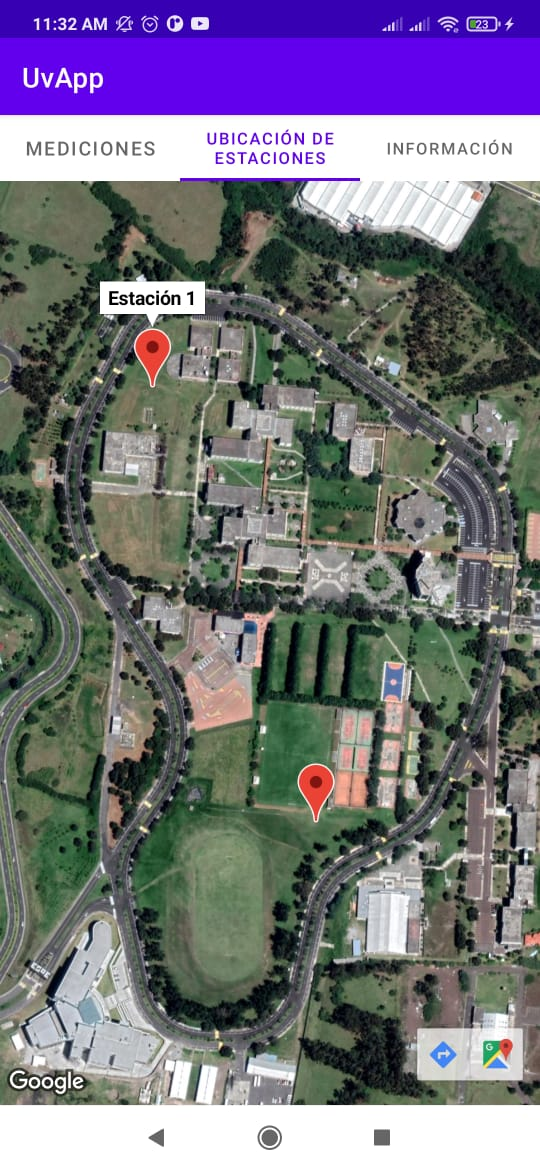 11:32 AM
23
UvApp
MEDICIONES
UBICACIÓN DE
ESTACIONES
INFORMACIÓN
Estación 1
Google